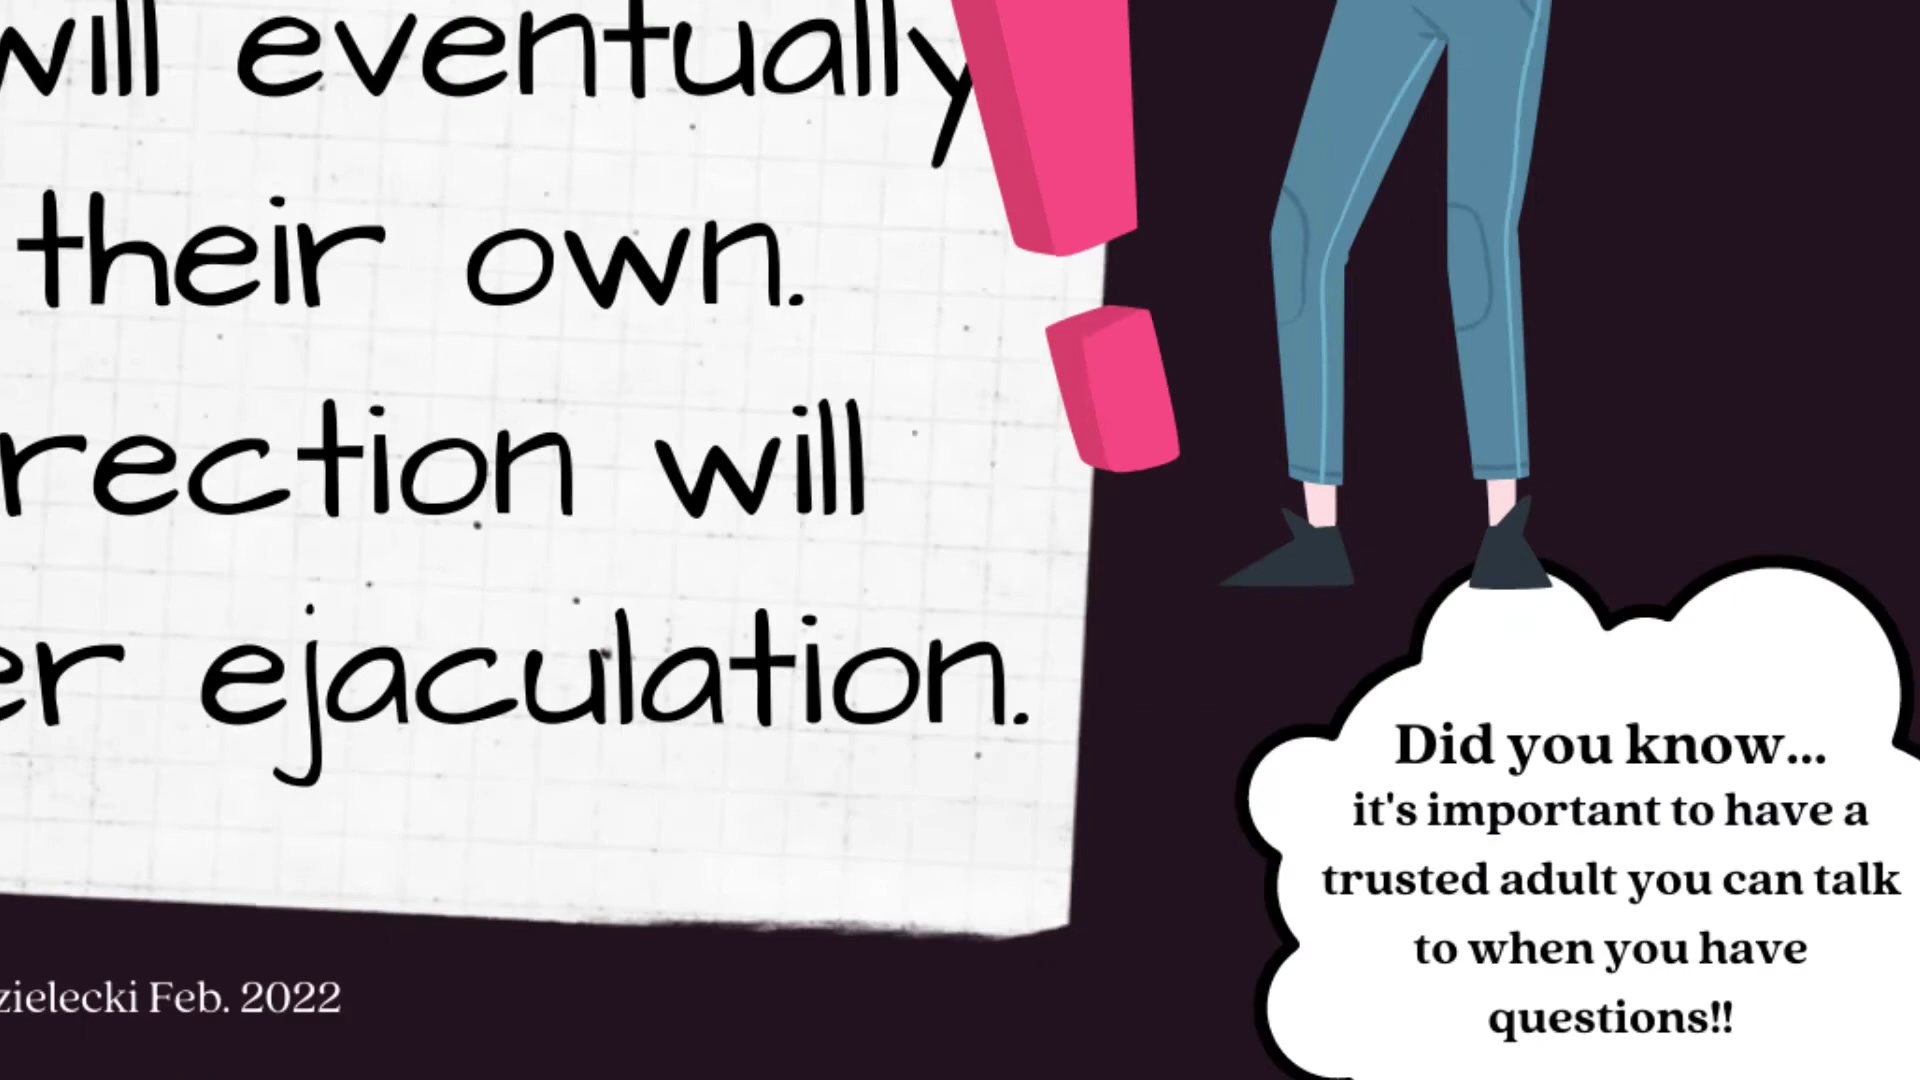 will eventually
their own.
rection will
er ejaculation.
zielecki Feb. 2022
Did you know...
it's important to have a
trusted adult you can talk
to when you have
questions!!